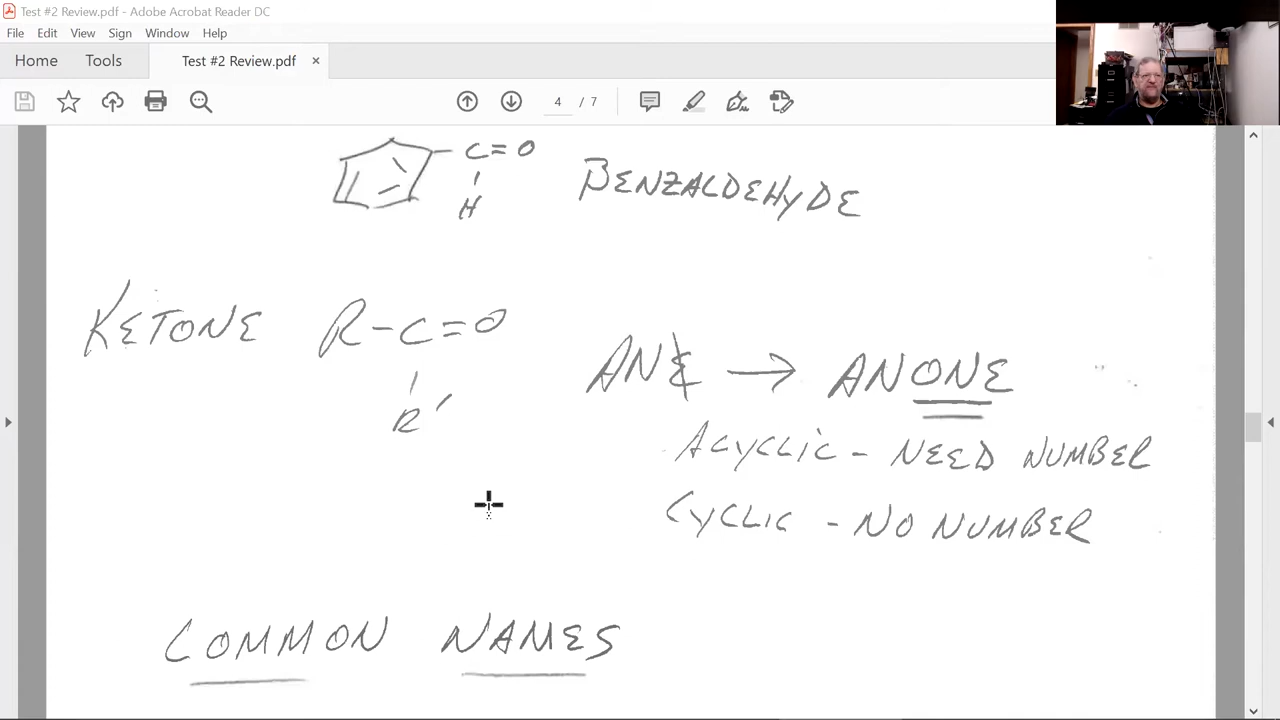 Test #2 Review.pdf - Adobe Acrobat Reader DC
File Edit View Sign Window Help
Home Tools Test #2 Review.pdf ×
4 / 7
C=O
H
BENZALDEHYDE
KETONE R-C=O
R'
ANE → ANONE
ACYCLIC - NEED NUMBER
CYCLIC - NO NUMBER
COMMON NAMES